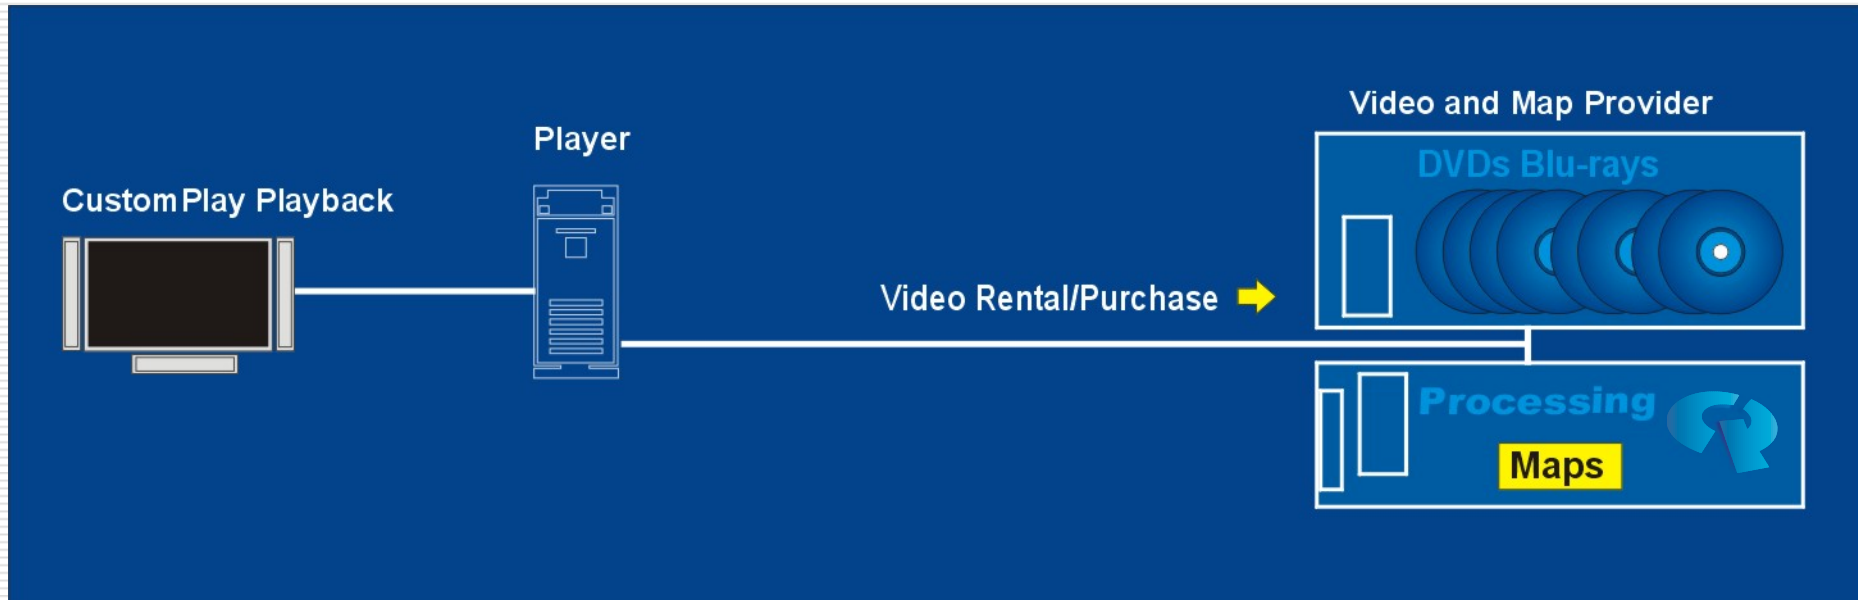 Video and Map Provider
Player
DVDs Blu-rays
CustomPlay Playback
Video Rental/Purchase
Processing
Maps